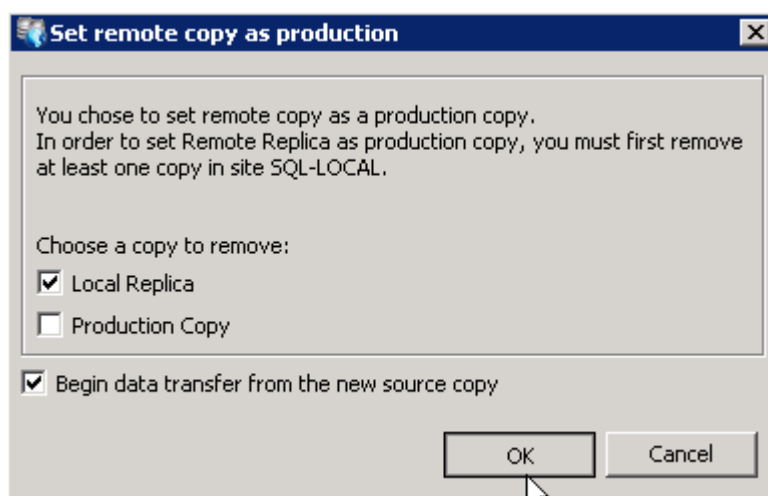 Set remote copy as production
You chose to set remote copy as a production copy.
In order to set Remote Replica as production copy, you must first remove
at least one copy in site SQL-LOCAL.
Choose a copy to remove:
Local Replica
Production Copy
Begin data transfer from the new source copy
OK
Cancel